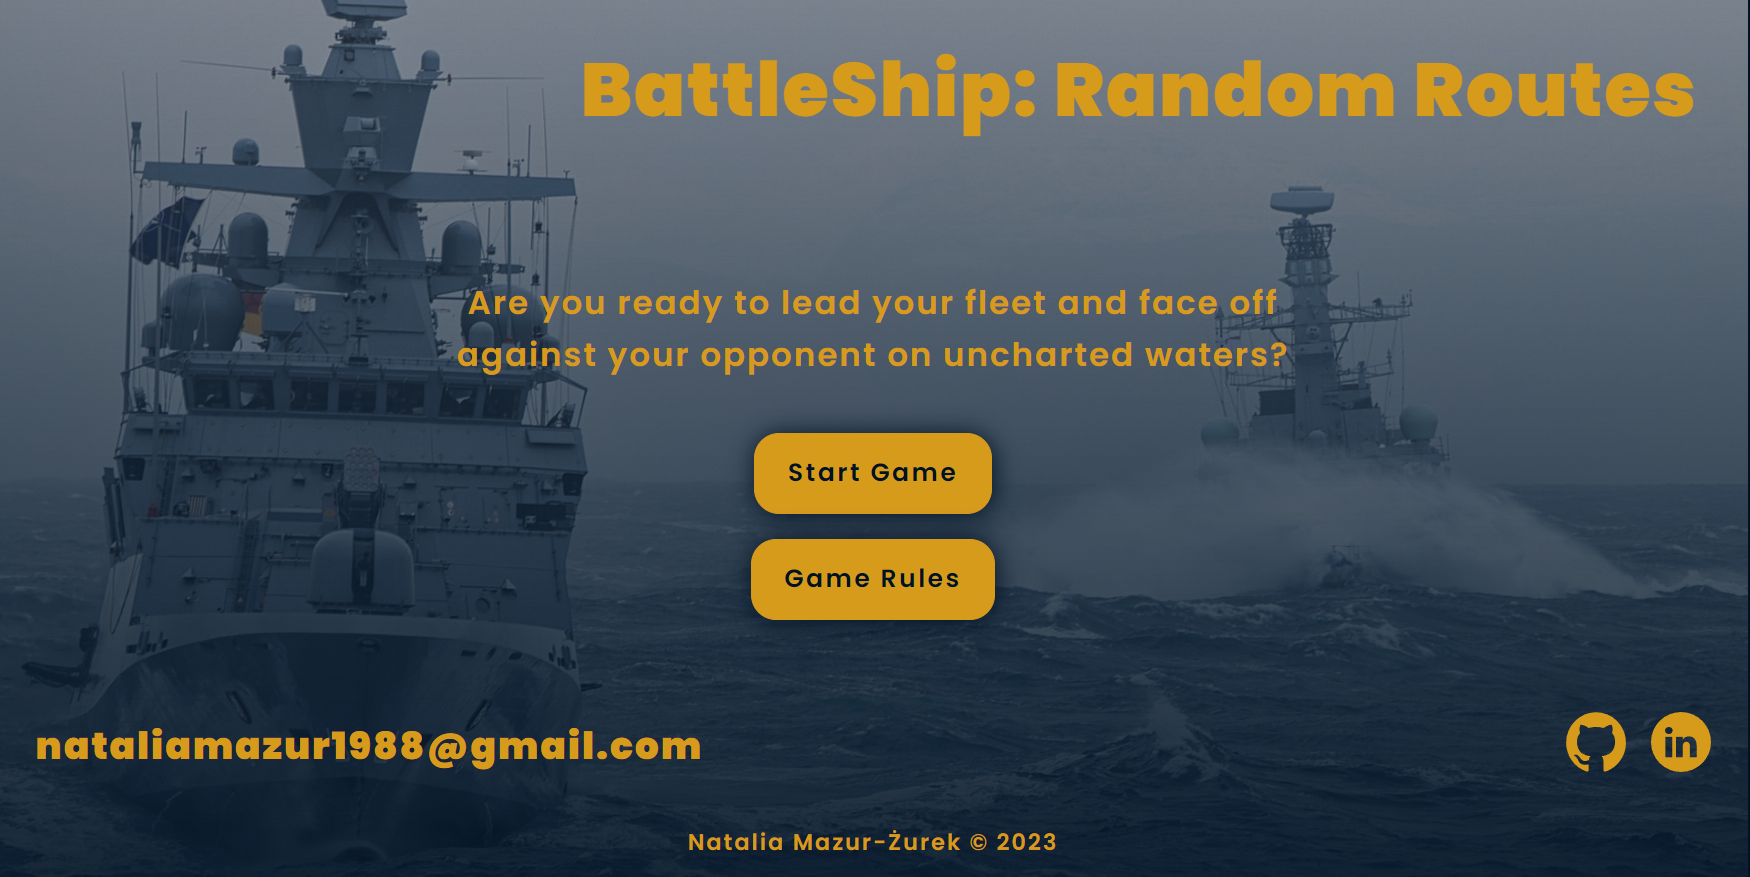 BattleShip: Random Routes
Are you ready to lead your fleet and face off
against your opponent on uncharted waters?
Start Game
Game Rules
nataliamazur1988@gmail.com
in
Natalia Mazur-Żurek © 2023